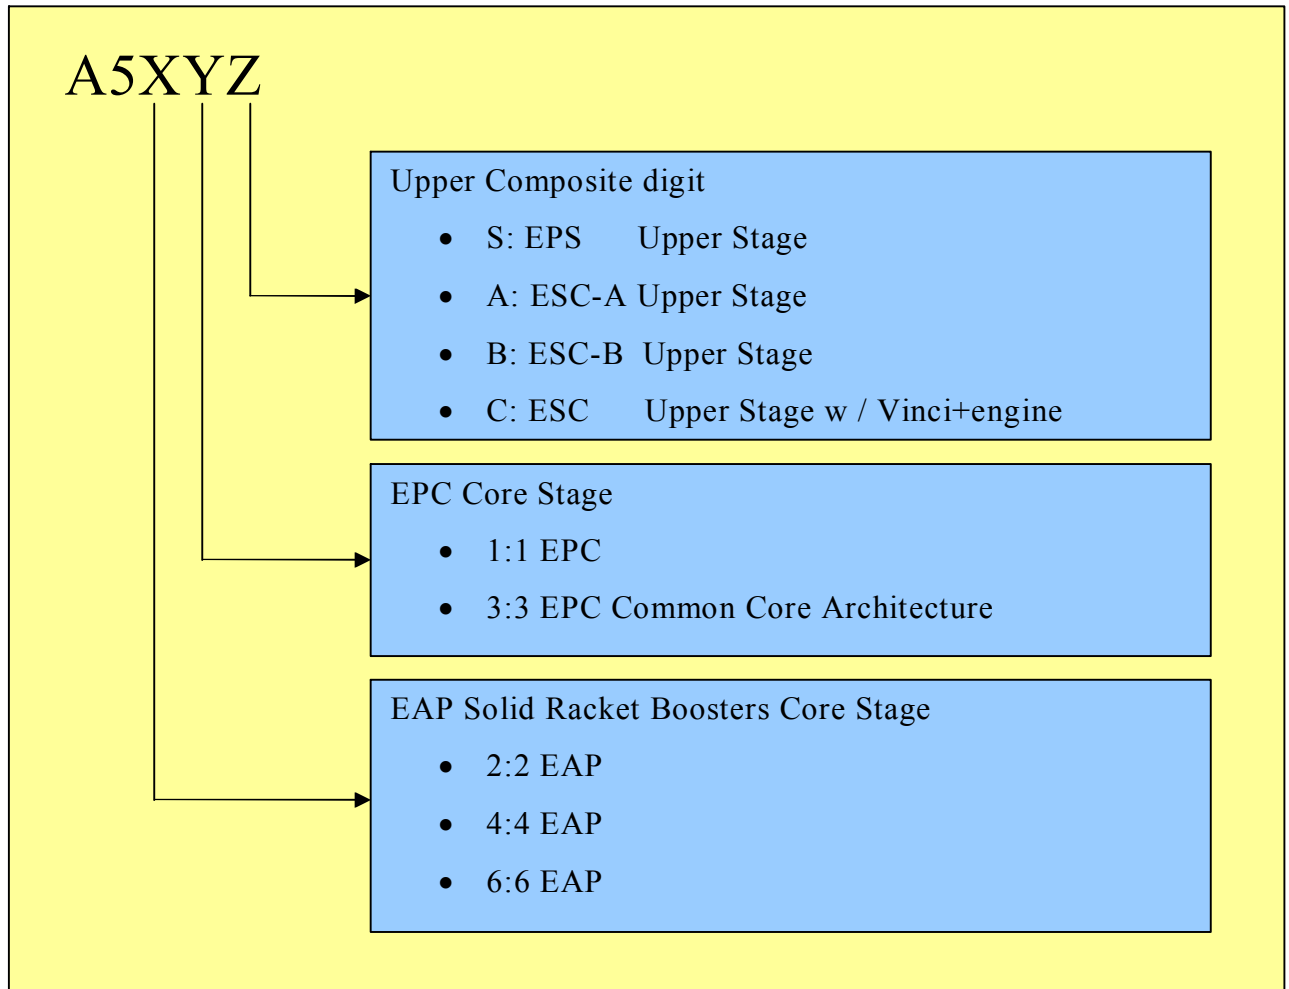 A5XYZ
Upper Composite digit
• S: EPS Upper Stage
• A: ESC-A Upper Stage
• B: ESC-B Upper Stage
• C: ESC Upper Stage w / Vinci+engine
EPC Core Stage
• 1:1 EPC
• 3:3 EPC Common Core Architecture
EAP Solid Racket Boosters Core Stage
• 2:2 EAP
• 4:4 EAP
• 6:6 EAP